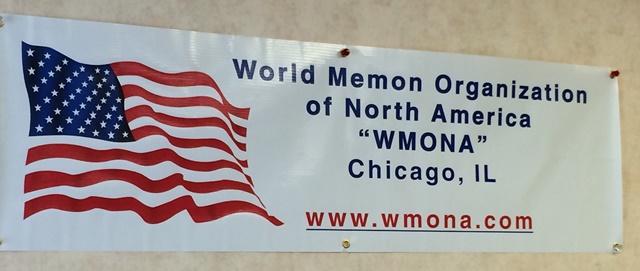 World Memon Organization
of North America
“WMONA”
Chicago, IL
www.wmona.com